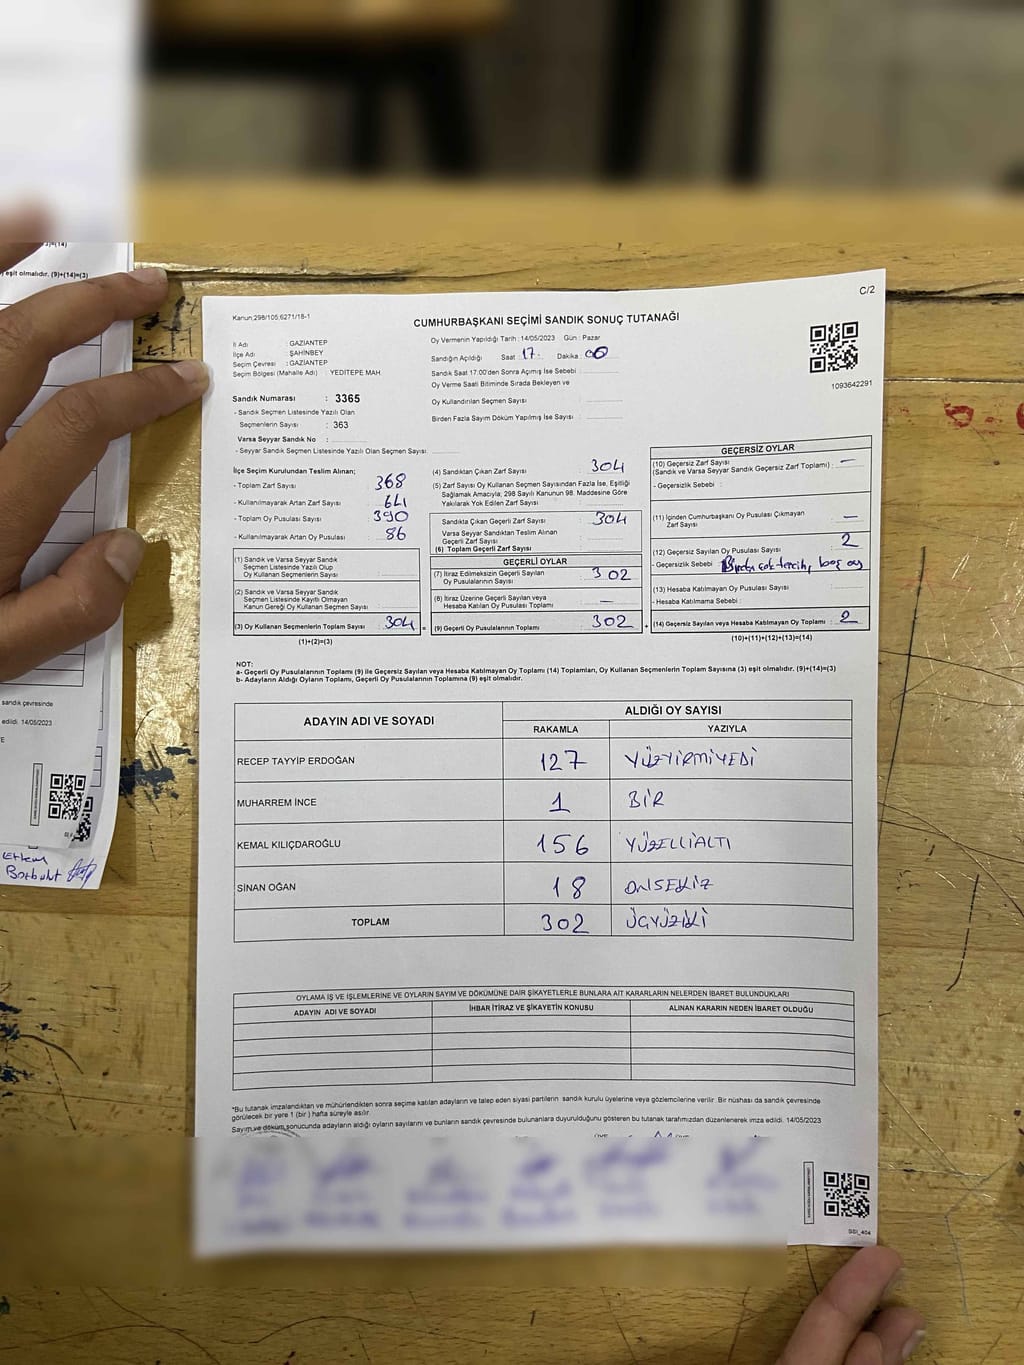 )=(14)
eşit olmalıdır. (9)+(14)=(3)
C/2
Kanun:298/105;6271/18-1
CUMHURBAŞKANI SEÇİMİ SANDIK SONUÇ TUTANAĞI
İl Adı : GAZİANTEP
İlçe Adı : ŞAHİNBEY
Seçim Çevresi : GAZİANTEP
Seçim Bölgesi (Mahalle Adı) : YEDİTEPE MAH.
Oy Vermenin Yapıldığı Tarih : 14/05/2023 Gün : Pazar
Sandığın Açıldığı Saat 17 : Dakika : 00
Sandık Saat 17:00'den Sonra Açımış İse Sebebi :
Oy Verme Saati Bitiminde Sırada Bekleyen ve
Oy Kullandırılan Seçmen Sayısı :
Birden Fazla Sayım Döküm Yapılmış İse Sayısı :
1093642291
Sandık Numarası : 3365
- Sandık Seçmen Listesinde Yazılı Olan
Seçmenlerin Sayısı : 363
Varsa Seyyar Sandık No :
- Seyyar Sandık Seçmen Listesinde Yazılı Olan Seçmen Sayısı:
İlçe Seçim Kurulundan Teslim Alınan;
- Toplam Zarf Sayısı : 368
- Kullanılmayarak Artan Zarf Sayısı : 64
- Toplam Oy Pusulası Sayısı : 390
- Kullanılmayarak Artan Oy Pusulası : 86
(1) Sandık ve Varsa Seyyar Sandık
Seçmen Listesinde Yazılı Olup
Oy Kullanan Seçmenlerin Sayısı :
(2) Sandık ve Varsa Seyyar Sandık
Seçmen Listesinde Kayıtlı Olmayan
Kanun Gereği Oy Kullanan Seçmen Sayısı :
(3) Oy Kullanan Seçmenlerin Toplam Sayısı : 304 =
(1)+(2)=(3)
(4) Sandıktan Çıkan Zarf Sayısı : 304
(5) Zarf Sayısı Oy Kullanan Seçmen Sayısından Fazla İse, Eşitliği
Sağlamak Amacıyla; 298 Sayılı Kanunun 98. Maddesine Göre
Yakılarak Yok Edilen Zarf Sayısı :
Sandıkta Çıkan Geçerli Zarf Sayısı : 304
Varsa Seyyar Sandıktan Teslim Alınan
Geçerli Zarf Sayısı :
(6) Toplam Geçerli Zarf Sayısı :
GEÇERLİ OYLAR
(7) İtiraz Edilmeksizin Geçerli Sayılan
Oy Pusulalarının Sayısı : 302
(8) İtiraz Üzerine Geçerli Sayılan veya
Hesaba Katılan Oy Pusulası Toplamı : —
(9) Geçerli Oy Pusulalarının Toplamı : 302 +
GEÇERSİZ OYLAR
(10) Geçersiz Zarf Sayısı
(Sandık ve Varsa Seyyar Sandık Geçersiz Zarf Toplamı) : —
- Geçersizlik Sebebi :
(11) İçinden Cumhurbaşkanı Oy Pusulası Çıkmayan
Zarf Sayısı : —
(12) Geçersiz Sayılan Oy Pusulası Sayısı : 2
- Geçersizlik Sebebi : Birden çok tercih, boş oy
(13) Hesaba Katılmayan Oy Pusulası Sayısı :
- Hesaba Katılmama Sebebi :
(14) Geçersiz Sayılan veya Hesaba Katılmayan Oy Toplamı : 2
(10)+(11)+(12)+(13)=(14)
NOT:
a- Geçerli Oy Pusulalarının Toplamı (9) ile Geçersiz Sayılan veya Hesaba Katılmayan Oy Toplamı (14) Toplamları, Oy Kullanan Seçmenlerin Toplam Sayısına (3) eşit olmalıdır. (9)+(14)=(3)
b- Adayların Aldığı Oyların Toplamı, Geçerli Oy Pusulalarının Toplamına (9) eşit olmalıdır.
ADAYIN ADI VE SOYADI
ALDIĞI OY SAYISI
RAKAMLA YAZIYLA
RECEP TAYYİP ERDOĞAN 127 YÜZYİRMİYEDİ
MUHARREM İNCE 1 BİR
KEMAL KILIÇDAROĞLU 156 YÜZELLİALTI
SİNAN OĞAN 18 ONSEKİZ
TOPLAM 302 ÜÇYÜZİKİ
OYLAMA İŞ VE İŞLEMLERİNE VE OYLARIN SAYIM VE DÖKÜMÜNE DAİR ŞİKAYETLERLE BUNLARA AİT KARARLARIN NELERDEN İBARET BULUNDUKLARI
ADAYIN ADI VE SOYADI İHBAR İTİRAZ VE ŞİKAYETİN KONUSU ALINAN KARARIN NEDEN İBARET OLDUĞU
*Bu tutanak imzalandıktan ve mühürlendikten sonra seçime katılan adayların ve talep eden siyasi partilerin sandık kurulu üyelerine veya gözlemcilerine verilir. Bir nüshası da sandık çevresinde
görülecek bir yere 1 (bir ) hafta süreyle asılır.
Sayım ve döküm sonucunda adayların aldığı oyların sayılarını ve bunların sandık çevresinde bulunanlara duyurulduğunu gösteren bu tutanak tarafımızdan düzenlenerek imza edildi. 14/05/2023
SSI_404
sandık çevresinde
edildi. 14/05/2023